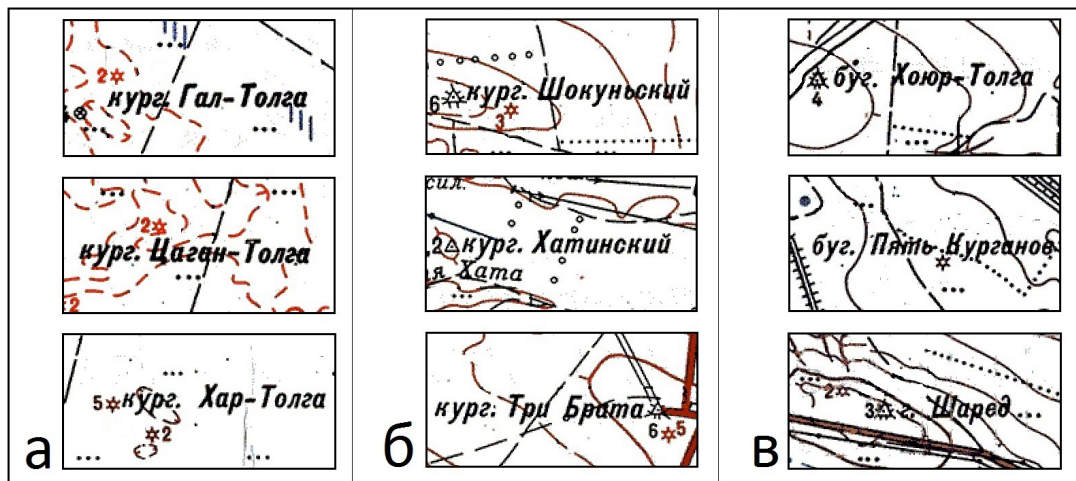 2
кург. Гал-Толга
2
кург. Цаган-Толга
2
5 кург. Хар-Толга
2
а
6 кург. Шокуньский
3
сил.
2 кург. Хатинский
я Хата
кург. Три Брата
6 5
б
буг. Хоюр-Толга
4
буг. Пять Курганов
2 3 г. Шаред
в